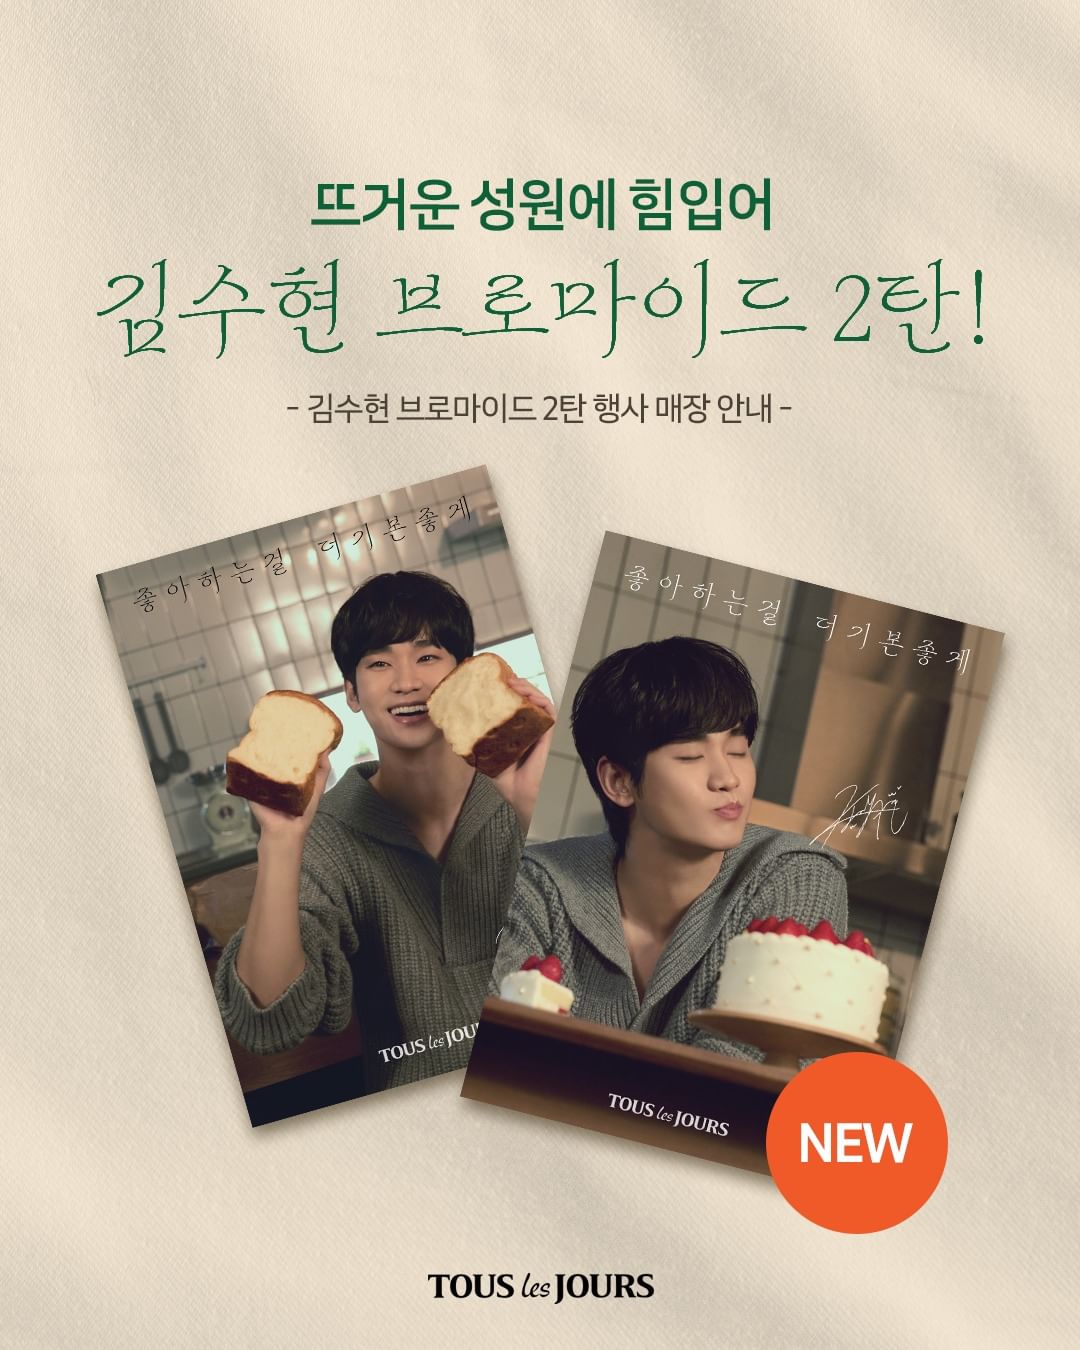 뜨거운 성원에 힘입어
김수현 브로마이드 2탄!
- 김수현 브로마이드 2탄 행사 매장 안내 -
좋아하는걸 더기본좋게
TOUS les JOU
좋아하는걸 더기본좋게
TOUS les JOURS
NEW
TOUS les JOURS